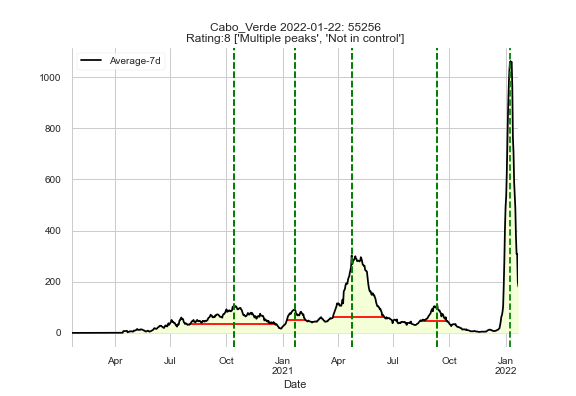 Cabo_Verde 2022-01-22: 55256
Rating:8 ['Multiple peaks', 'Not in control']
Average-7d
1000
800
600
400
200
0
Apr Jul Oct Jan Apr Jul Oct Jan
2021 2022
Date